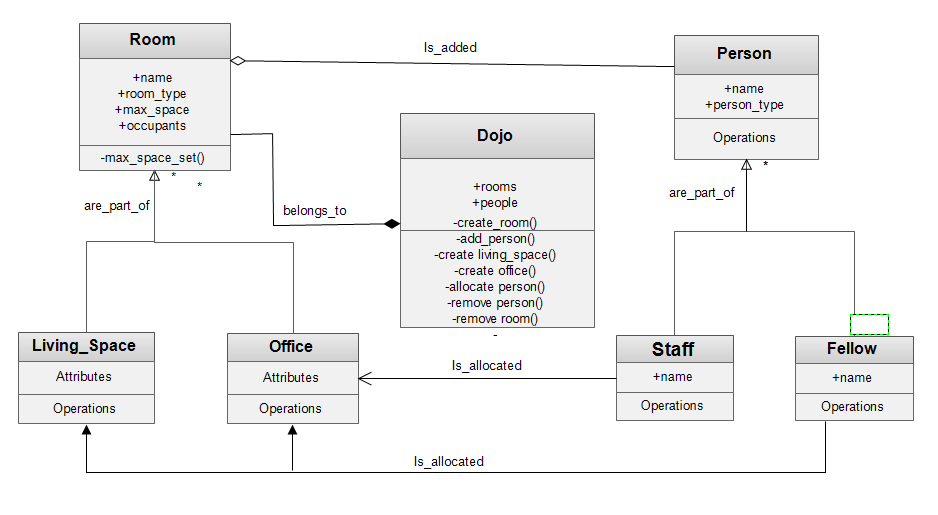 Room
+name
+room_type
+max_space
+occupants
-max_space_set()
Is_added
Person
+name
+person_type
Operations
Dojo
+rooms
+people
-create_room()
-add_person()
-create living_space()
-create office()
-allocate person()
-remove person()
-remove room()
-
belongs_to
*
*
are_part_of
*
are_part_of
Living_Space
Attributes
Operations
Office
Attributes
Operations
Is_allocated
Staff
+name
Operations
Fellow
+name
Operations
Is_allocated